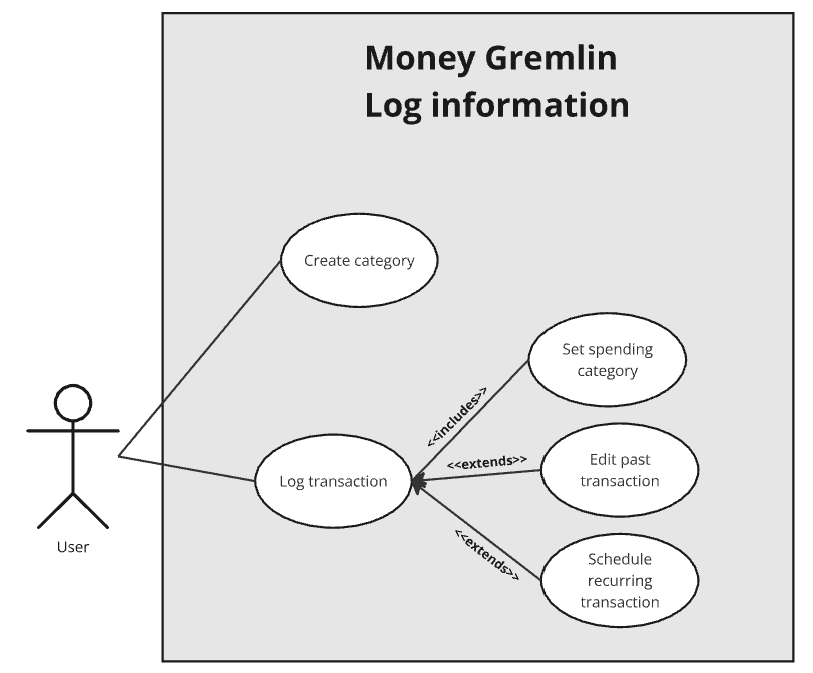 Money Gremlin
Log information
Create category
Set spending
category
<<includes>>
Edit past
transaction
<<extends>>
Log transaction
<<extends>>
Schedule
recurring
transaction
User